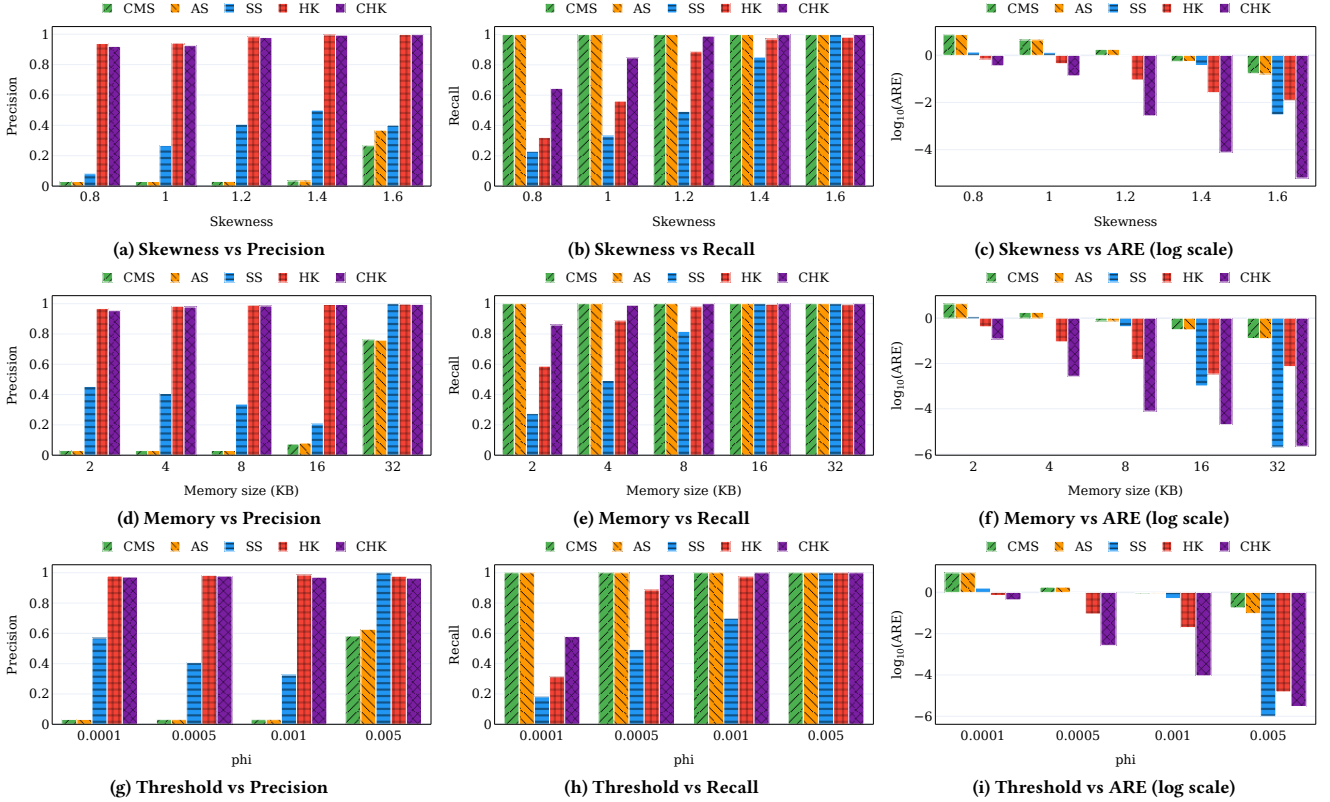 CMS AS SS HK CHK
Precision
1
0.8
0.6
0.4
0.2
0
0.8 1 1.2 1.4 1.6
Skewness
(a) Skewness vs Precision
CMS AS SS HK CHK
Recall
1
0.8
0.6
0.4
0.2
0
0.8 1 1.2 1.4 1.6
Skewness
(b) Skewness vs Recall
CMS AS SS HK CHK
log₁₀(ARE)
0
−2
−4
0.8 1 1.2 1.4 1.6
Skewness
(c) Skewness vs ARE (log scale)
CMS AS SS HK CHK
Precision
1
0.8
0.6
0.4
0.2
0
2 4 8 16 32
Memory size (KB)
(d) Memory vs Precision
CMS AS SS HK CHK
Recall
1
0.8
0.6
0.4
0.2
0
2 4 8 16 32
Memory size (KB)
(e) Memory vs Recall
CMS AS SS HK CHK
log₁₀(ARE)
0
−2
−4
−6
2 4 8 16 32
Memory size (KB)
(f) Memory vs ARE (log scale)
CMS AS SS HK CHK
Precision
1
0.8
0.6
0.4
0.2
0
0.0001 0.0005 0.001 0.005
phi
(g) Threshold vs Precision
CMS AS SS HK CHK
Recall
1
0.8
0.6
0.4
0.2
0
0.0001 0.0005 0.001 0.005
phi
(h) Threshold vs Recall
CMS AS SS HK CHK
log₁₀(ARE)
0
−2
−4
−6
0.0001 0.0005 0.001 0.005
phi
(i) Threshold vs ARE (log scale)